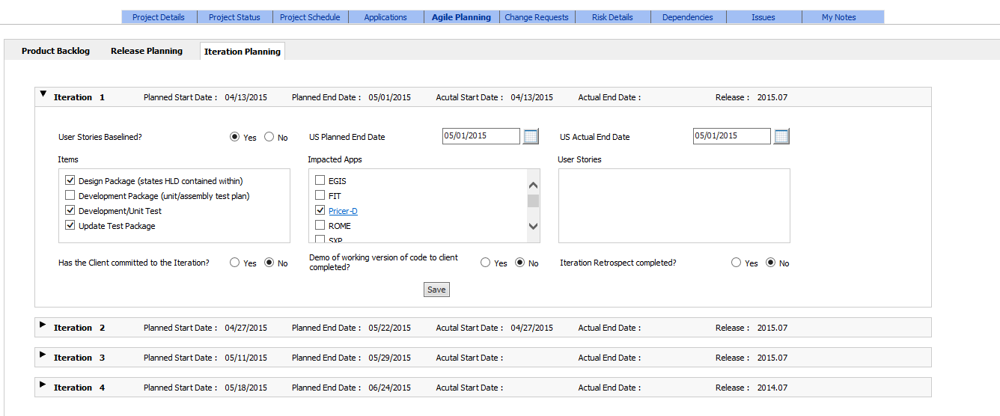 Project Details Project Status Project Schedule Applications Agile Planning Change Requests Risk Details Dependencies Issues My Notes
Product Backlog Release Planning Iteration Planning
Iteration 1 Planned Start Date : 04/13/2015 Planned End Date : 05/01/2015 Acutal Start Date : 04/13/2015 Actual End Date : Release : 2015.07
User Stories Baselined? Yes No US Planned End Date 05/01/2015 US Actual End Date 05/01/2015
Items Impacted Apps User Stories
Design Package (states HLD contained within) EGIS
Development Package (unit/assembly test plan) FIT
Development/Unit Test Pricer-D
Update Test Package ROME
SXP
Has the Client committed to the Iteration? Yes No Demo of working version of code to client
completed? Yes No Iteration Retrospect completed? Yes No
Save
Iteration 2 Planned Start Date : 04/27/2015 Planned End Date : 05/22/2015 Acutal Start Date : 04/27/2015 Actual End Date : Release : 2015.07
Iteration 3 Planned Start Date : 05/11/2015 Planned End Date : 05/29/2015 Acutal Start Date : Actual End Date : Release : 2015.07
Iteration 4 Planned Start Date : 05/18/2015 Planned End Date : 06/24/2015 Acutal Start Date : Actual End Date : Release : 2014.07